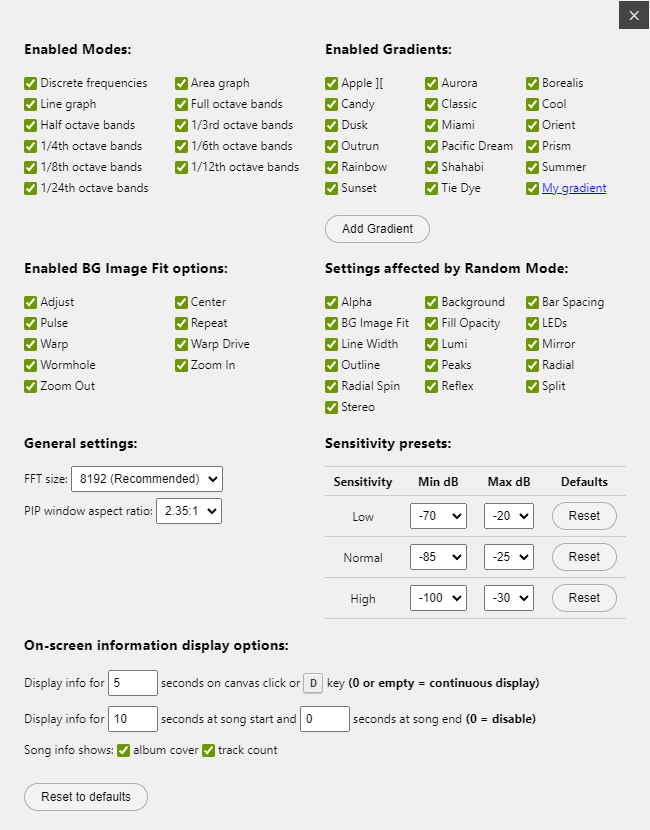 Enabled Modes:
Discrete frequencies Area graph
Line graph Full octave bands
Half octave bands 1/3rd octave bands
1/4th octave bands 1/6th octave bands
1/8th octave bands 1/12th octave bands
1/24th octave bands
Enabled Gradients:
Apple ][ Aurora Borealis
Candy Classic Cool
Dusk Miami Orient
Outrun Pacific Dream Prism
Rainbow Shahabi Summer
Sunset Tie Dye My gradient
Add Gradient
Enabled BG Image Fit options:
Adjust Center
Pulse Repeat
Warp Warp Drive
Wormhole Zoom In
Zoom Out
Settings affected by Random Mode:
Alpha Background Bar Spacing
BG Image Fit Fill Opacity LEDs
Line Width Lumi Mirror
Outline Peaks Radial
Radial Spin Reflex Split
Stereo
General settings:
FFT size: 8192 (Recommended)
PIP window aspect ratio: 2.35:1
Sensitivity presets:
Sensitivity Min dB Max dB Defaults
Low -70 -20 Reset
Normal -85 -25 Reset
High -100 -30 Reset
On-screen information display options:
Display info for 5 seconds on canvas click or D key (0 or empty = continuous display)
Display info for 10 seconds at song start and 0 seconds at song end (0 = disable)
Song info shows: album cover track count
Reset to defaults